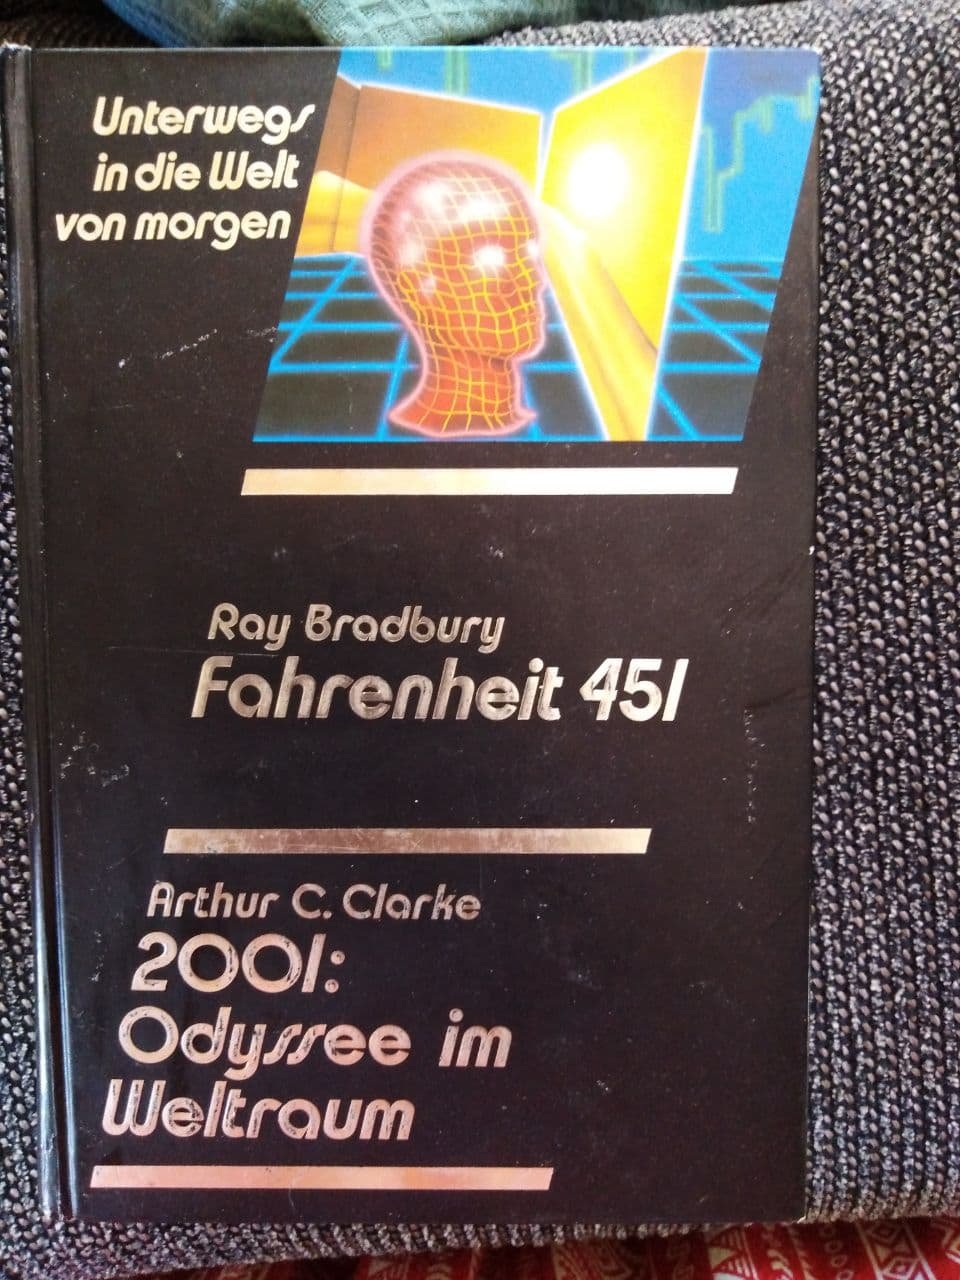 Unterwegs
in die Welt
von morgen
Ray Bradbury
Fahrenheit 451
Arthur C. Clarke
2001:
Odyssee im
Weltraum